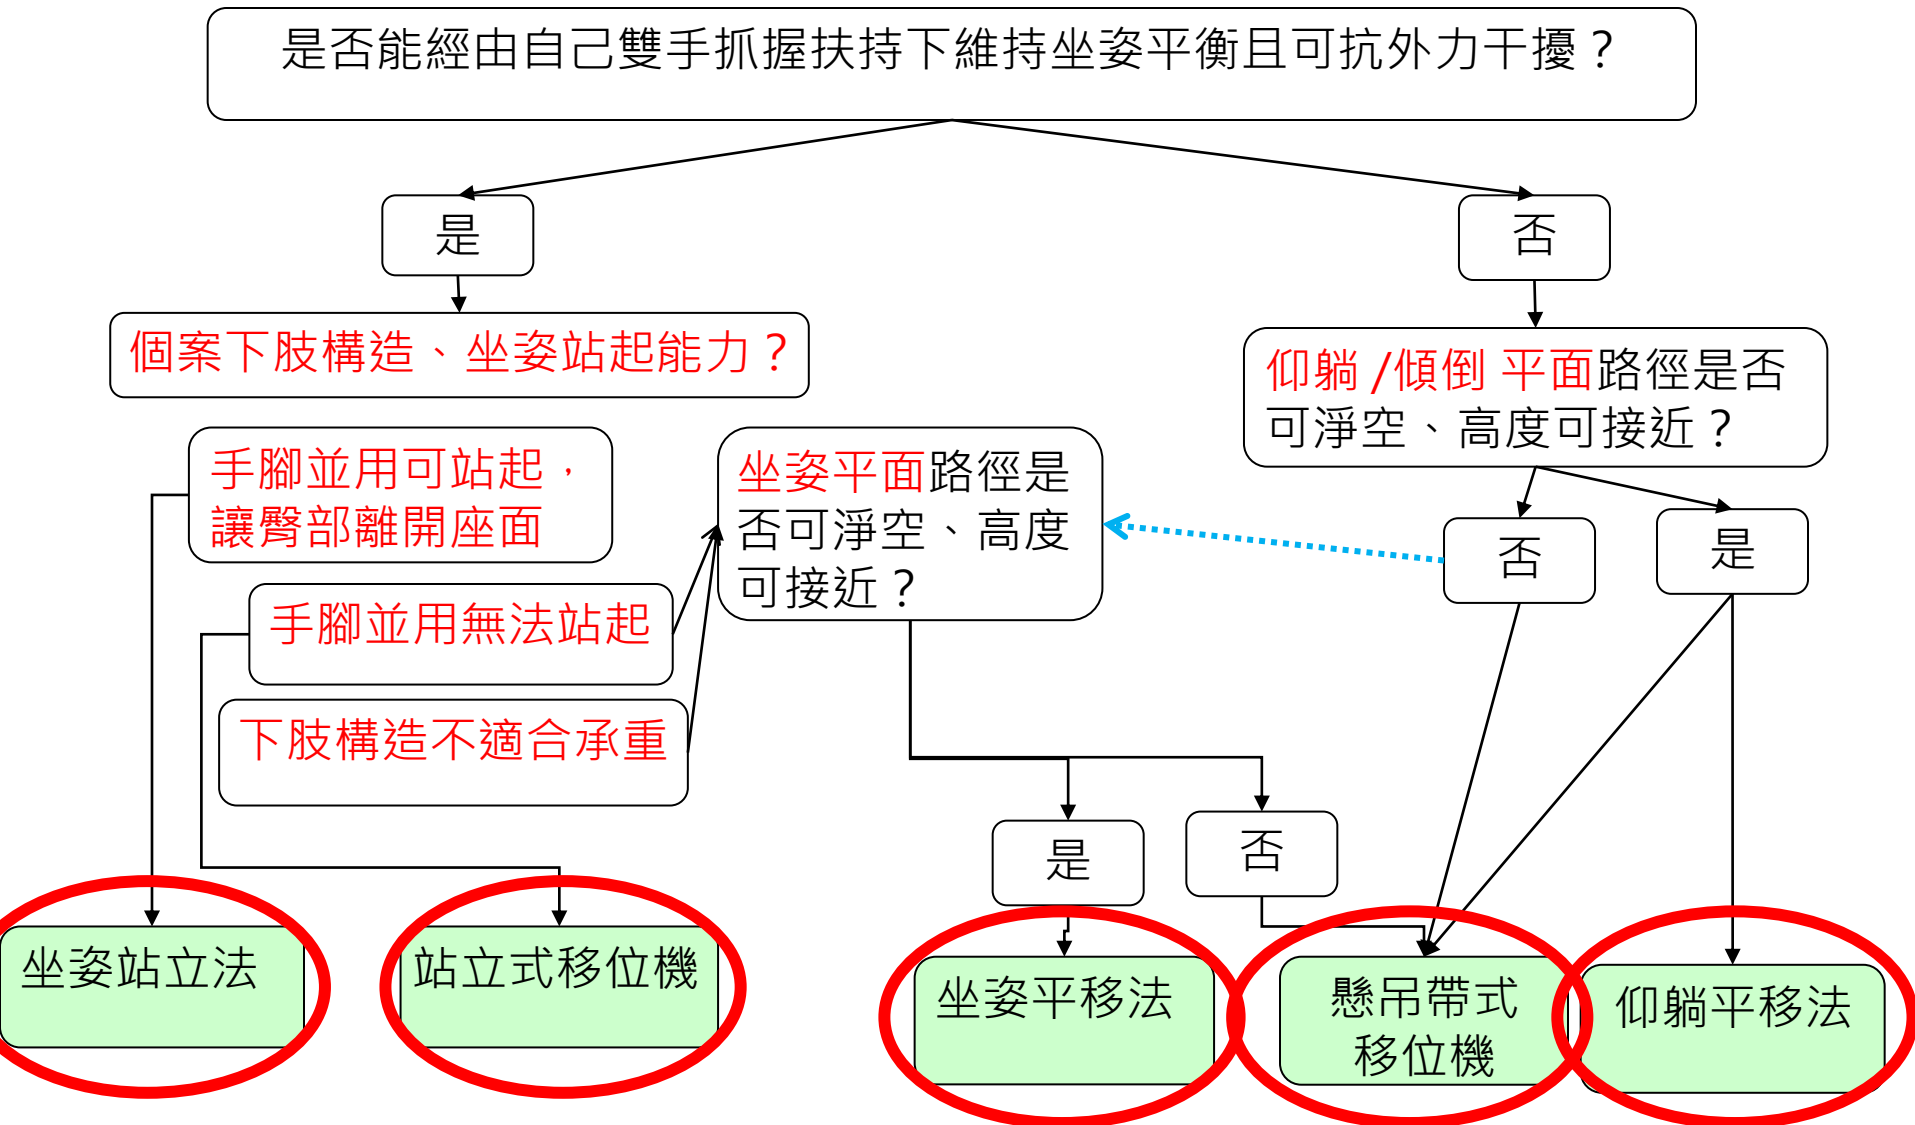 是否能經由自己雙手抓握扶持下維持坐姿平衡且可抗外力干擾？
是
否
個案下肢構造、坐姿站起能力？
仰躺/傾倒 平面路徑是否
可淨空、高度可接近？
手腳並用可站起，
讓臀部離開座面
坐姿平面路徑是
否可淨空、高度
可接近？
否
是
手腳並用無法站起
下肢構造不適合承重
是
否
坐姿站立法
站立式移位機
坐姿平移法
懸吊帶式
移位機
仰躺平移法